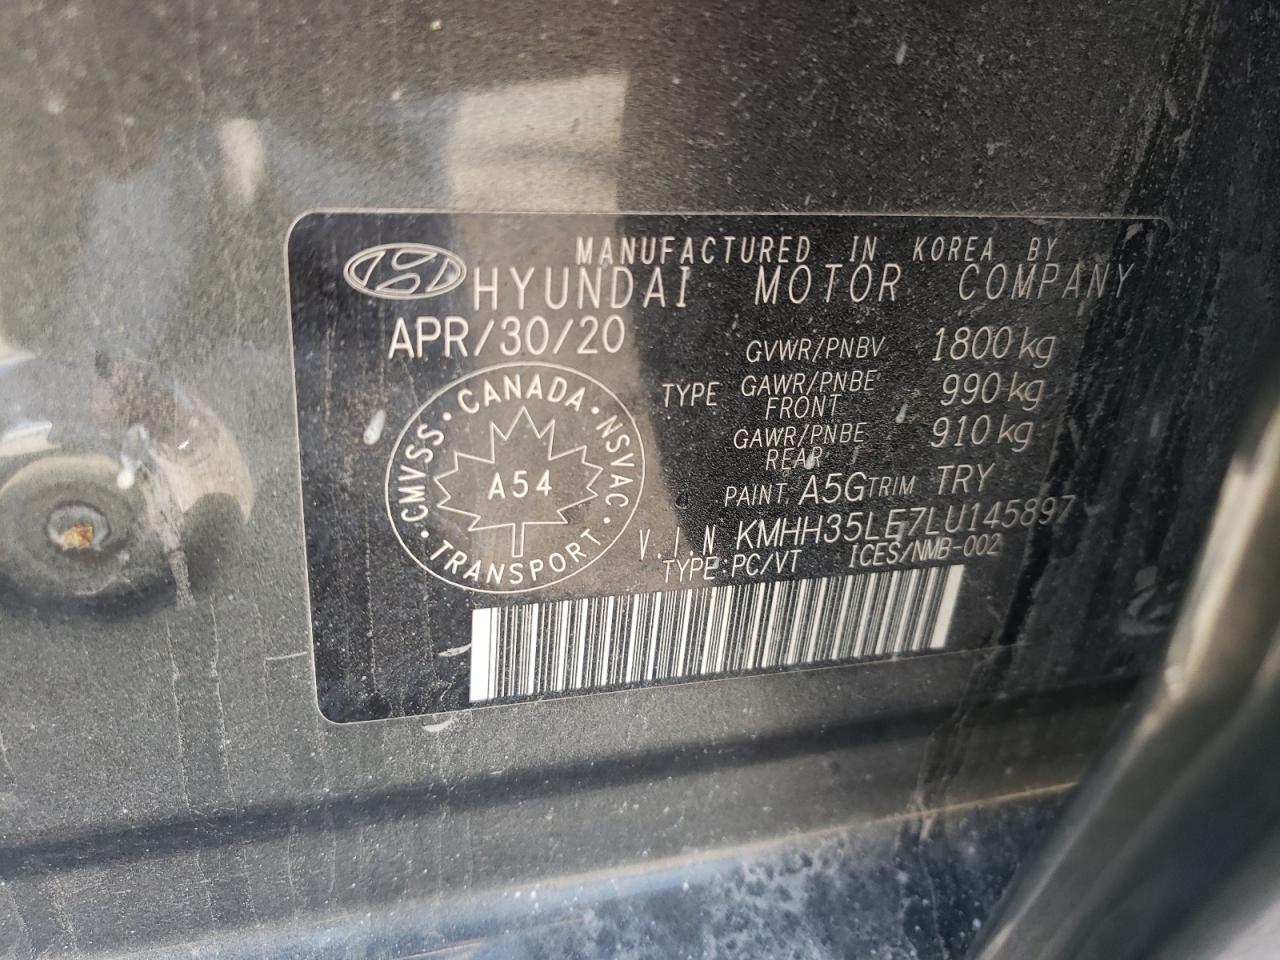 MANUFACTURED IN KOREA BY
HYUNDAI MOTOR COMPANY
APR/30/20
GVWR/PNBV 1800 kg
TYPE GAWR/PNBE FRONT 990 kg
GAWR/PNBE REAR 910 kg
PAINT A5G TRIM TRY
V.I.N KMHH35LE7LU145897
TYPE:PC/VT ICES/NMB-002
CANADA · NSVAC · TRANSPORT · CMVSS ·
A54